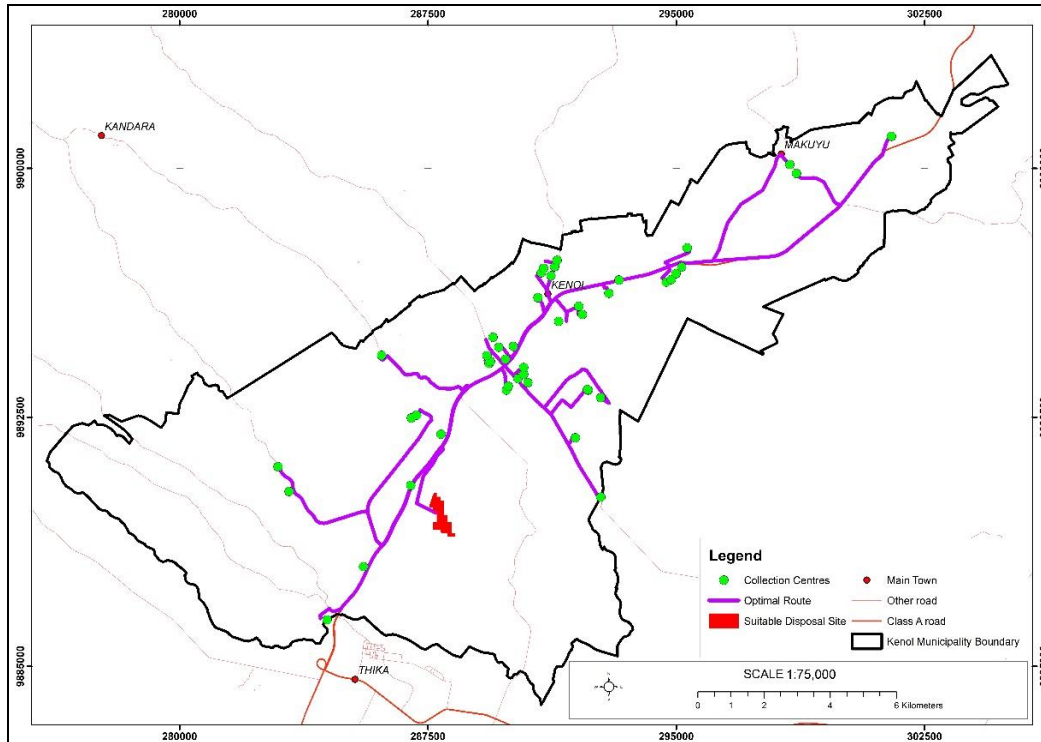 280000 287500 295000 302500
KANDARA
MAKUYU
990000
KENOL
9892500
Legend
Collection Centres
Main Town
Optimal Route
Other road
Suitable Disposal Site
Class A road
Kenol Municipality Boundary
9885000
THIKA
SCALE 1:75,000
0 1 2 4 6 Kilometers
280000 287500 295000 302500